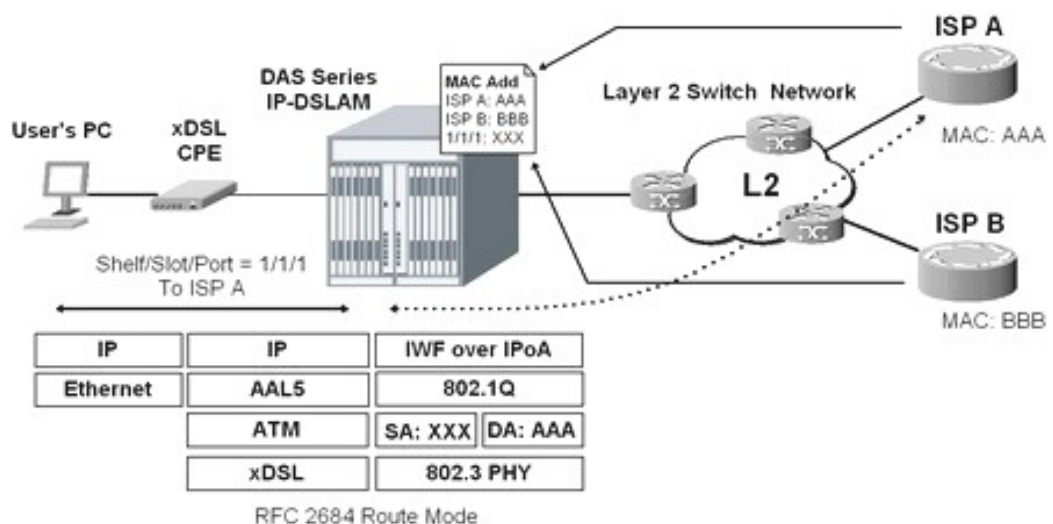 ISP A
DAS Series
IP-DSLAM
MAC Add
ISP A: AAA
ISP B: BBB
1/1/1: XXX
Layer 2 Switch Network
User's PC
xDSL
CPE
MAC: AAA
L2
ISP B
Shelf/Slot/Port = 1/1/1
To ISP A
MAC: BBB
IP
IP
IWF over IPoA
Ethernet
AAL5
802.1Q
ATM
SA: XXX
DA: AAA
xDSL
802.3 PHY
RFC 2684 Route Mode